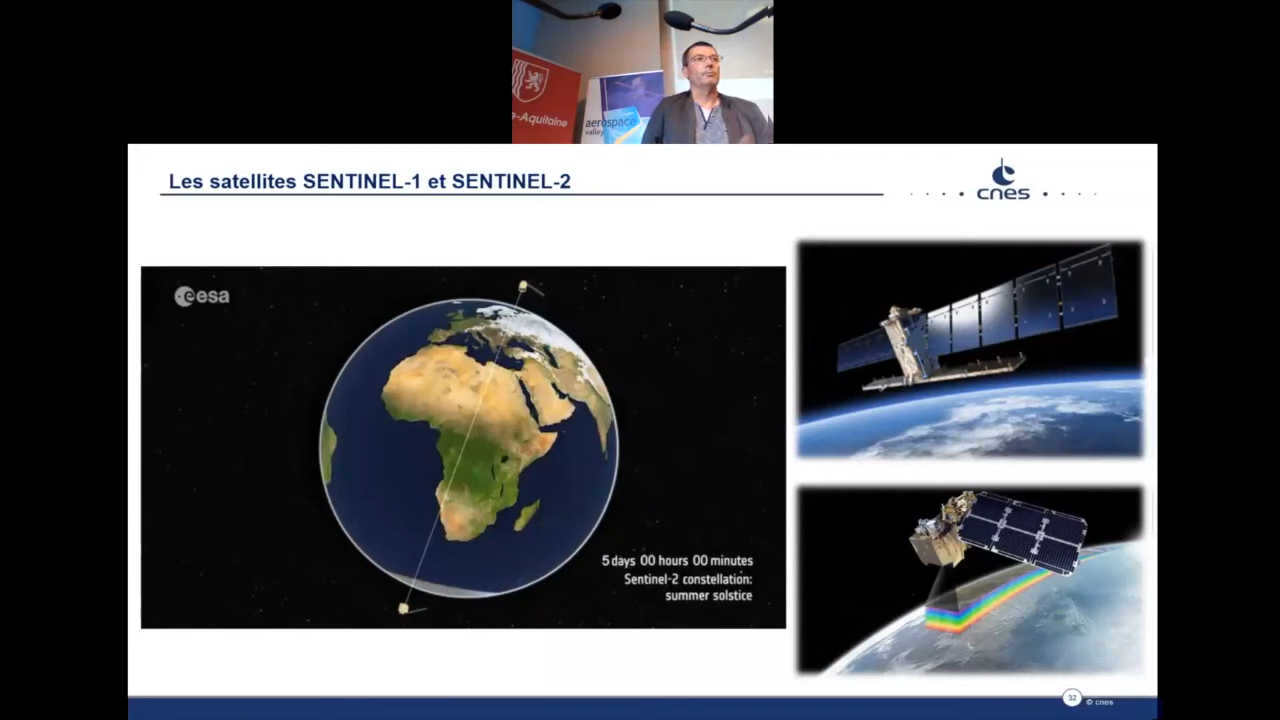 e-Aquitaine
aerospace
valley
Les satellites SENTINEL-1 et SENTINEL-2
cnes
esa
5 days 00 hours 00 minutes
Sentinel-2 constellation:
summer solstice
32
© cnes